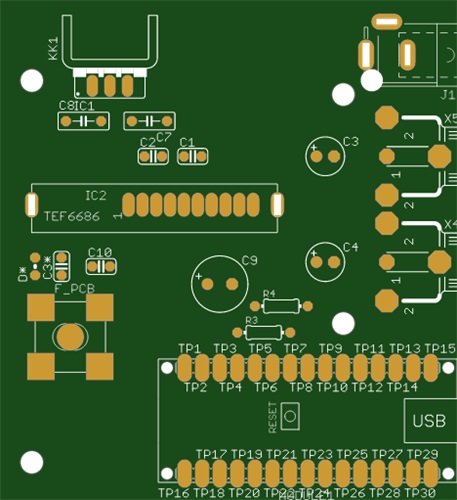 KK1
J1
C8 IC1
C7
X5
2
C2 C1
C3
1
IC2
TEF6686
1
2
X4
2
C4
1
D*
C3*
C10
C9
2
F_PCB
R4
R3
TP1 TP3 TP5 TP7 TP9 TP11 TP13 TP15
TP2 TP4 TP6 TP8 TP10 TP12 TP14
RESET
USB
TP17 TP19 TP21 TP23 TP25 TP27 TP29
TP16 TP18 TP20 TP22 TP24 TP26 TP28 TP30